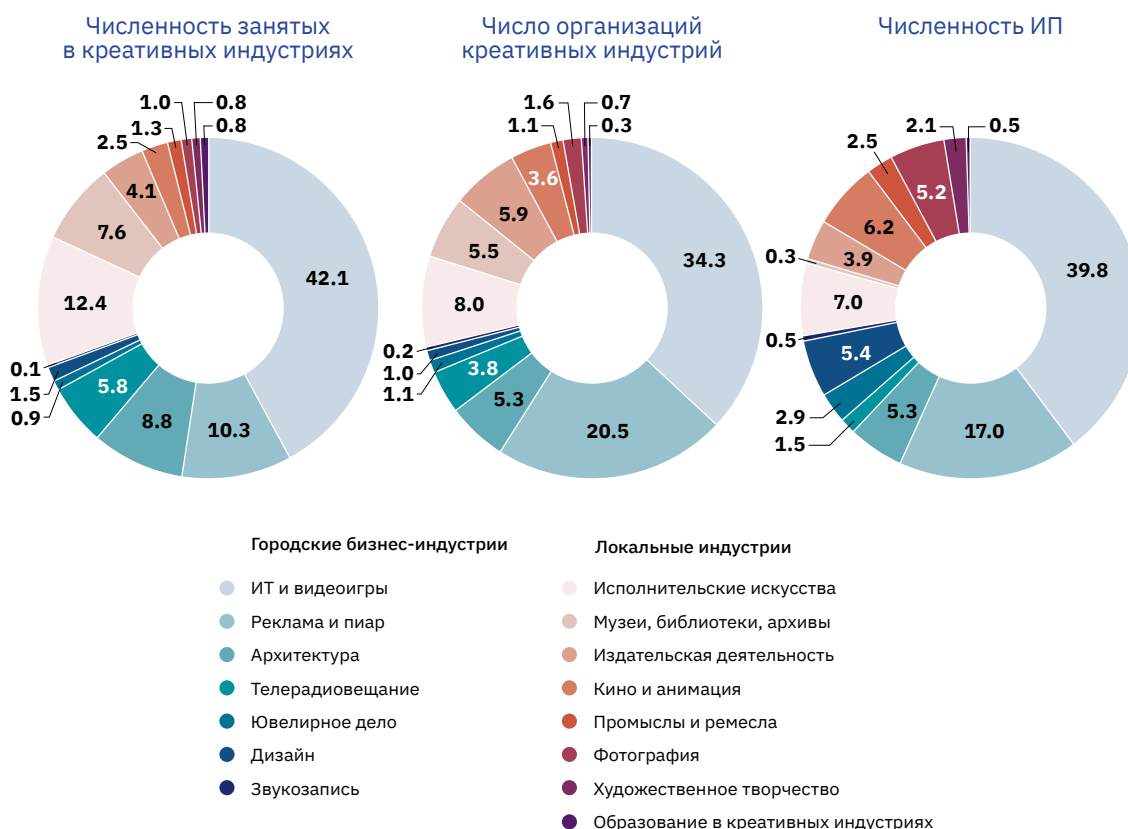 Численность занятых
в креативных индустриях
1.0
0.8
2.5
1.3
0.8
4.1
7.6
42.1
12.4
0.1
1.5
0.9
5.8
8.8
10.3
Число организаций
креативных индустрий
1.6
0.7
1.1
0.3
3.6
5.9
5.5
34.3
8.0
0.2
1.0
1.1
3.8
5.3
20.5
Численность ИП
2.1
0.5
2.5
5.2
6.2
3.9
0.3
39.8
7.0
0.5
5.4
2.9
1.5
5.3
17.0
Городские бизнес-индустрии
ИТ и видеоигры
Реклама и пиар
Архитектура
Телерадиовещание
Ювелирное дело
Дизайн
Звукозапись
Локальные индустрии
Исполнительские искусства
Музеи, библиотеки, архивы
Издательская деятельность
Кино и анимация
Промыслы и ремесла
Фотография
Художественное творчество
Образование в креативных индустриях